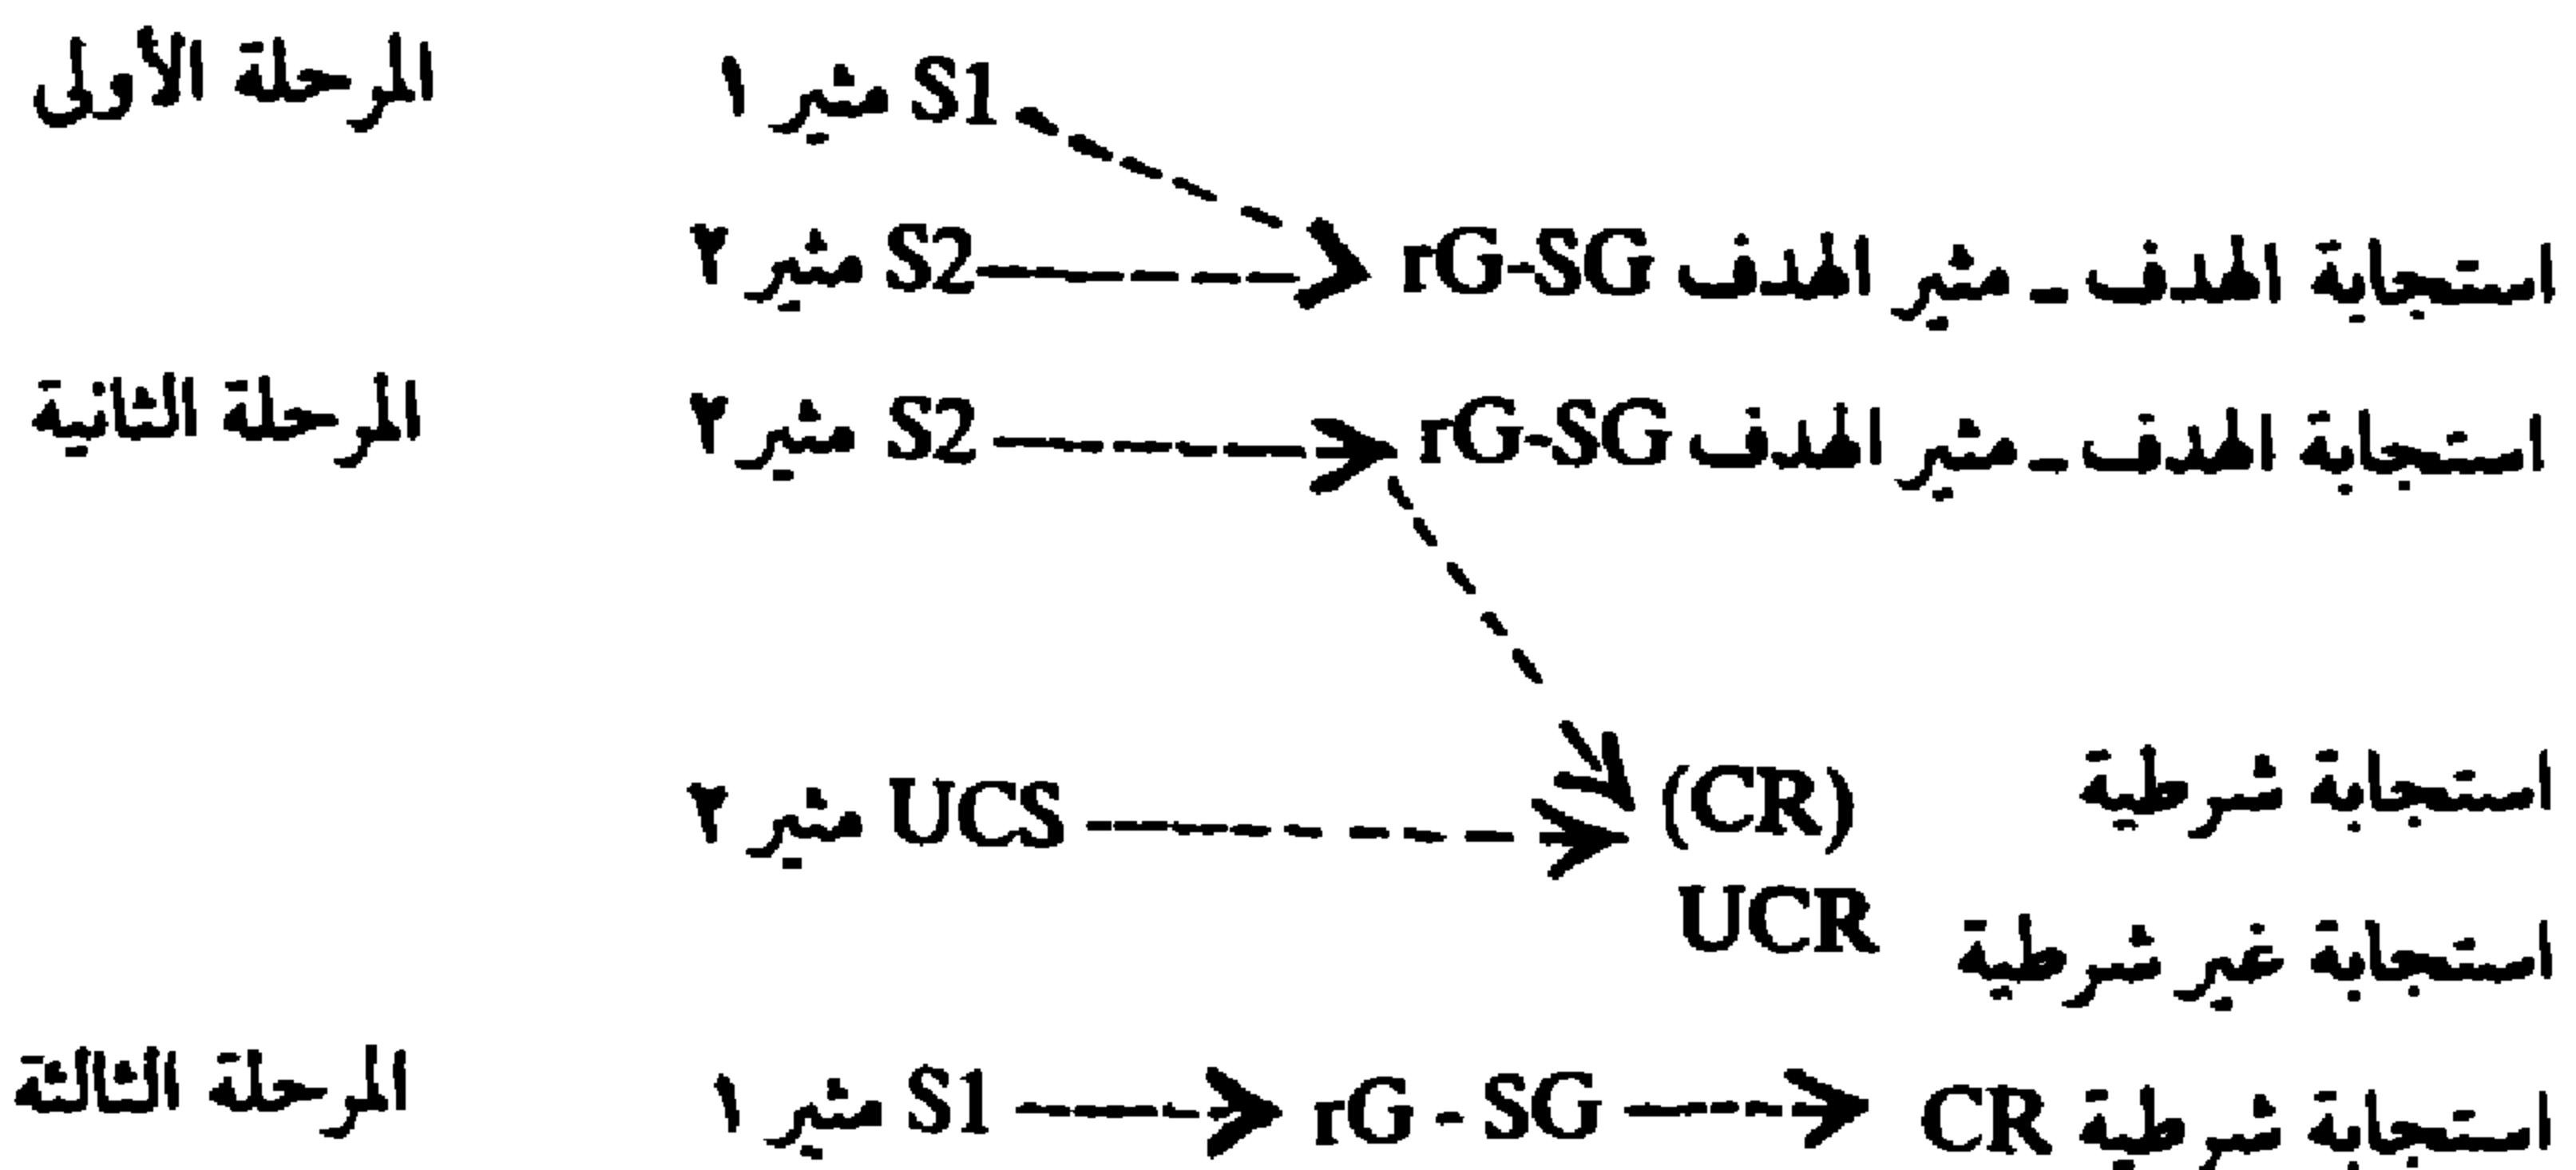 المرحلة الأولى S1 مثير ١
S2 مثير ٢ rG-SG استجابة الهدف ـ مثير الهدف
المرحلة الثانية S2 مثير ٢ rG-SG استجابة الهدف ـ مثير الهدف
UCS مثير ٢ (CR) استجابة شرطية
UCR استجابة غير شرطية
المرحلة الثالثة S1 مثير ١ rG - SG CR استجابة شرطية